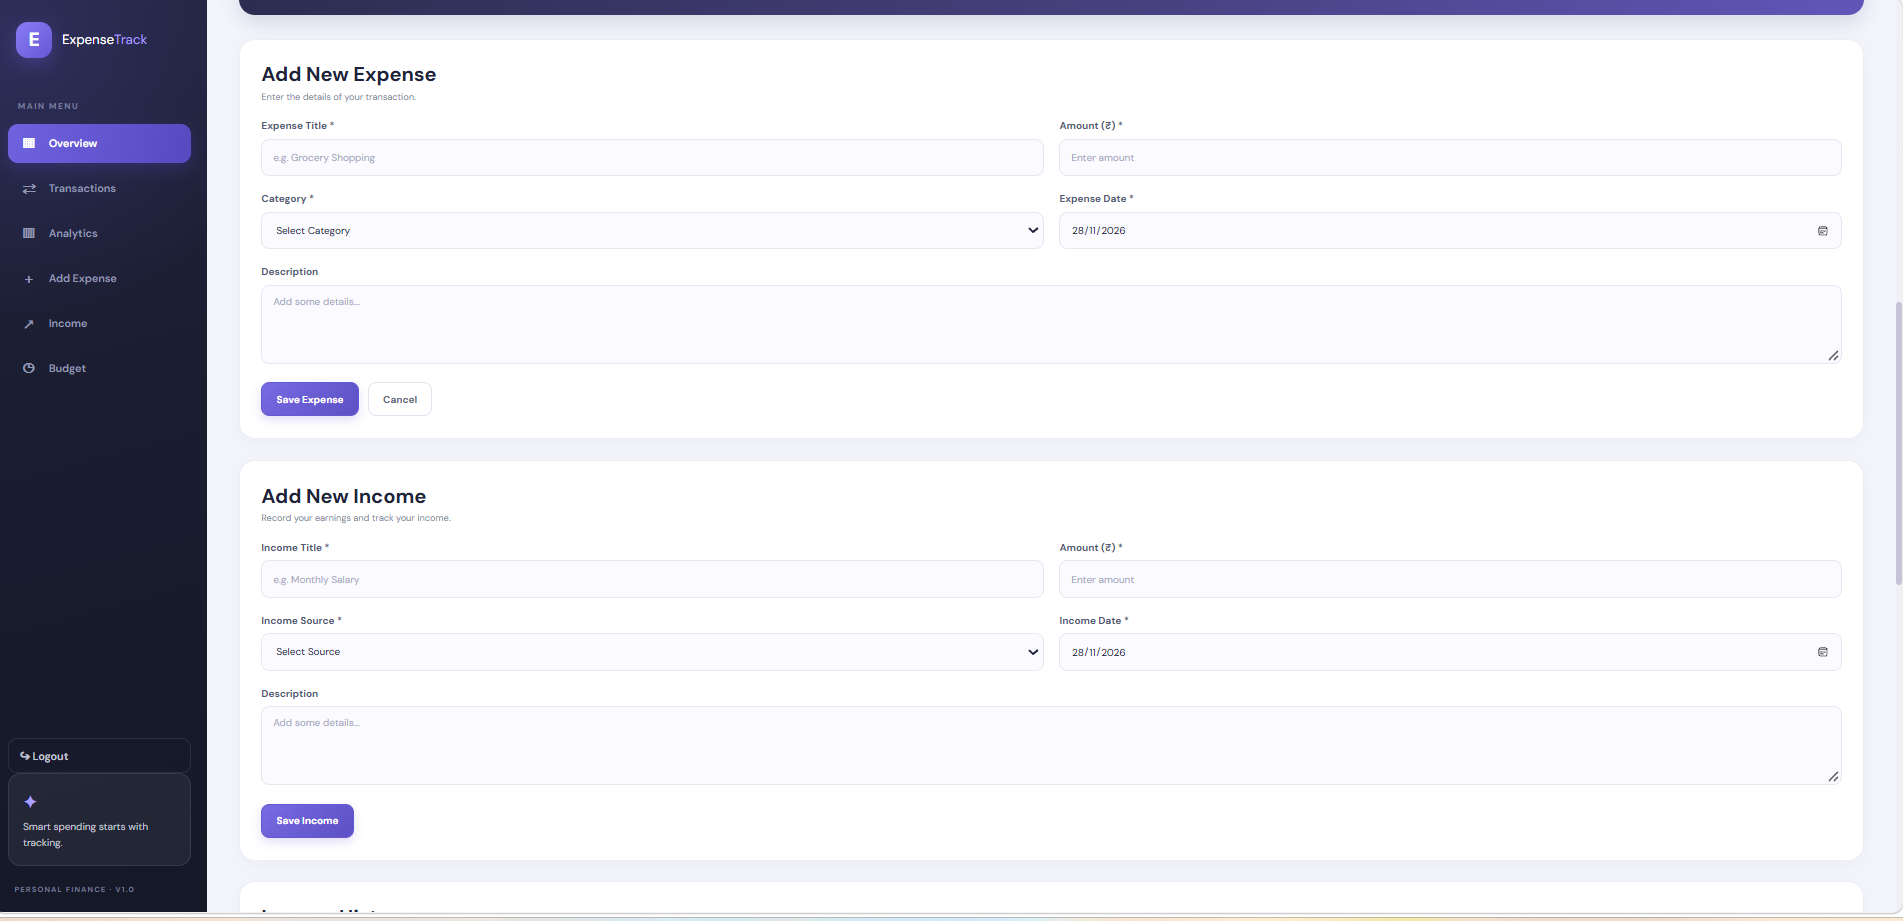 E ExpenseTrack
MAIN MENU
Overview
Transactions
Analytics
Add Expense
Income
Budget
Logout
Smart spending starts with
tracking.
PERSONAL FINANCE · V1.0
Add New Expense
Enter the details of your transaction.
Expense Title * Amount (₹) *
e.g. Grocery Shopping Enter amount
Category * Expense Date *
Select Category 28/11/2026
Description
Add some details...
Save Expense Cancel
Add New Income
Record your earnings and track your income.
Income Title * Amount (₹) *
e.g. Monthly Salary Enter amount
Income Source * Income Date *
Select Source 28/11/2026
Description
Add some details...
Save Income